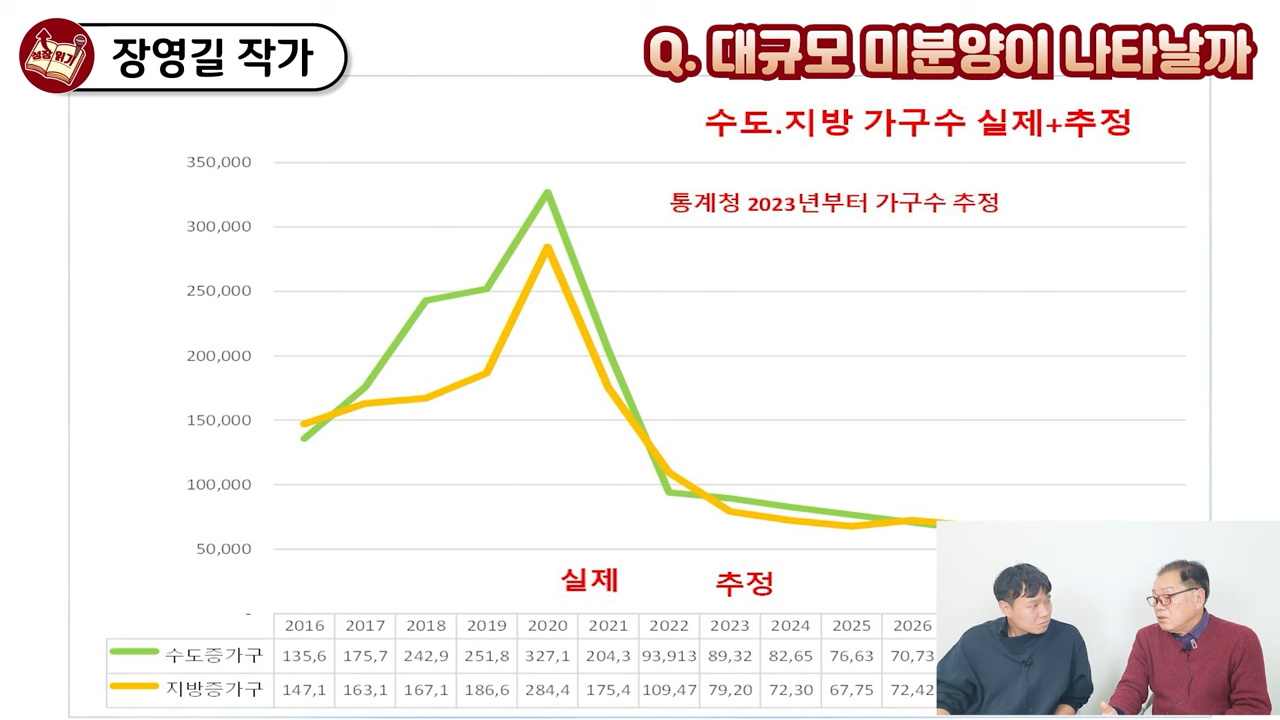 성점 읽기
장영길 작가
Q. 대규모 미분양이 나타날까
수도.지방 가구수 실제+추정
통계청 2023년부터 가구수 추정
350,000
300,000
250,000
200,000
150,000
100,000
50,000
-
실제 추정
2016 2017 2018 2019 2020 2021 2022 2023 2024 2025 2026
수도증가구 135,6 175,7 242,9 251,8 327,1 204,3 93,913 89,32 82,65 76,63 70,73
지방증가구 147,1 163,1 167,1 186,6 284,4 175,4 109,47 79,20 72,30 67,75 72,42